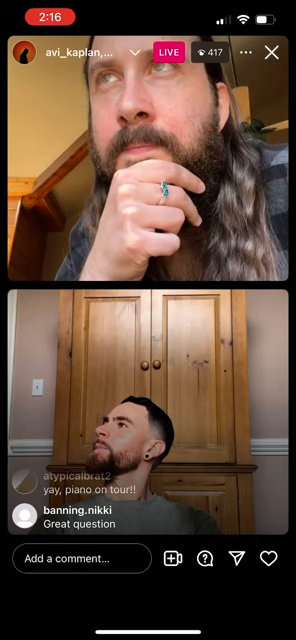 2:16
avi_kaplan,...
LIVE
417
atypicalbrat2
yay, piano on tour!!
banning.nikki
Great question
Add a comment...